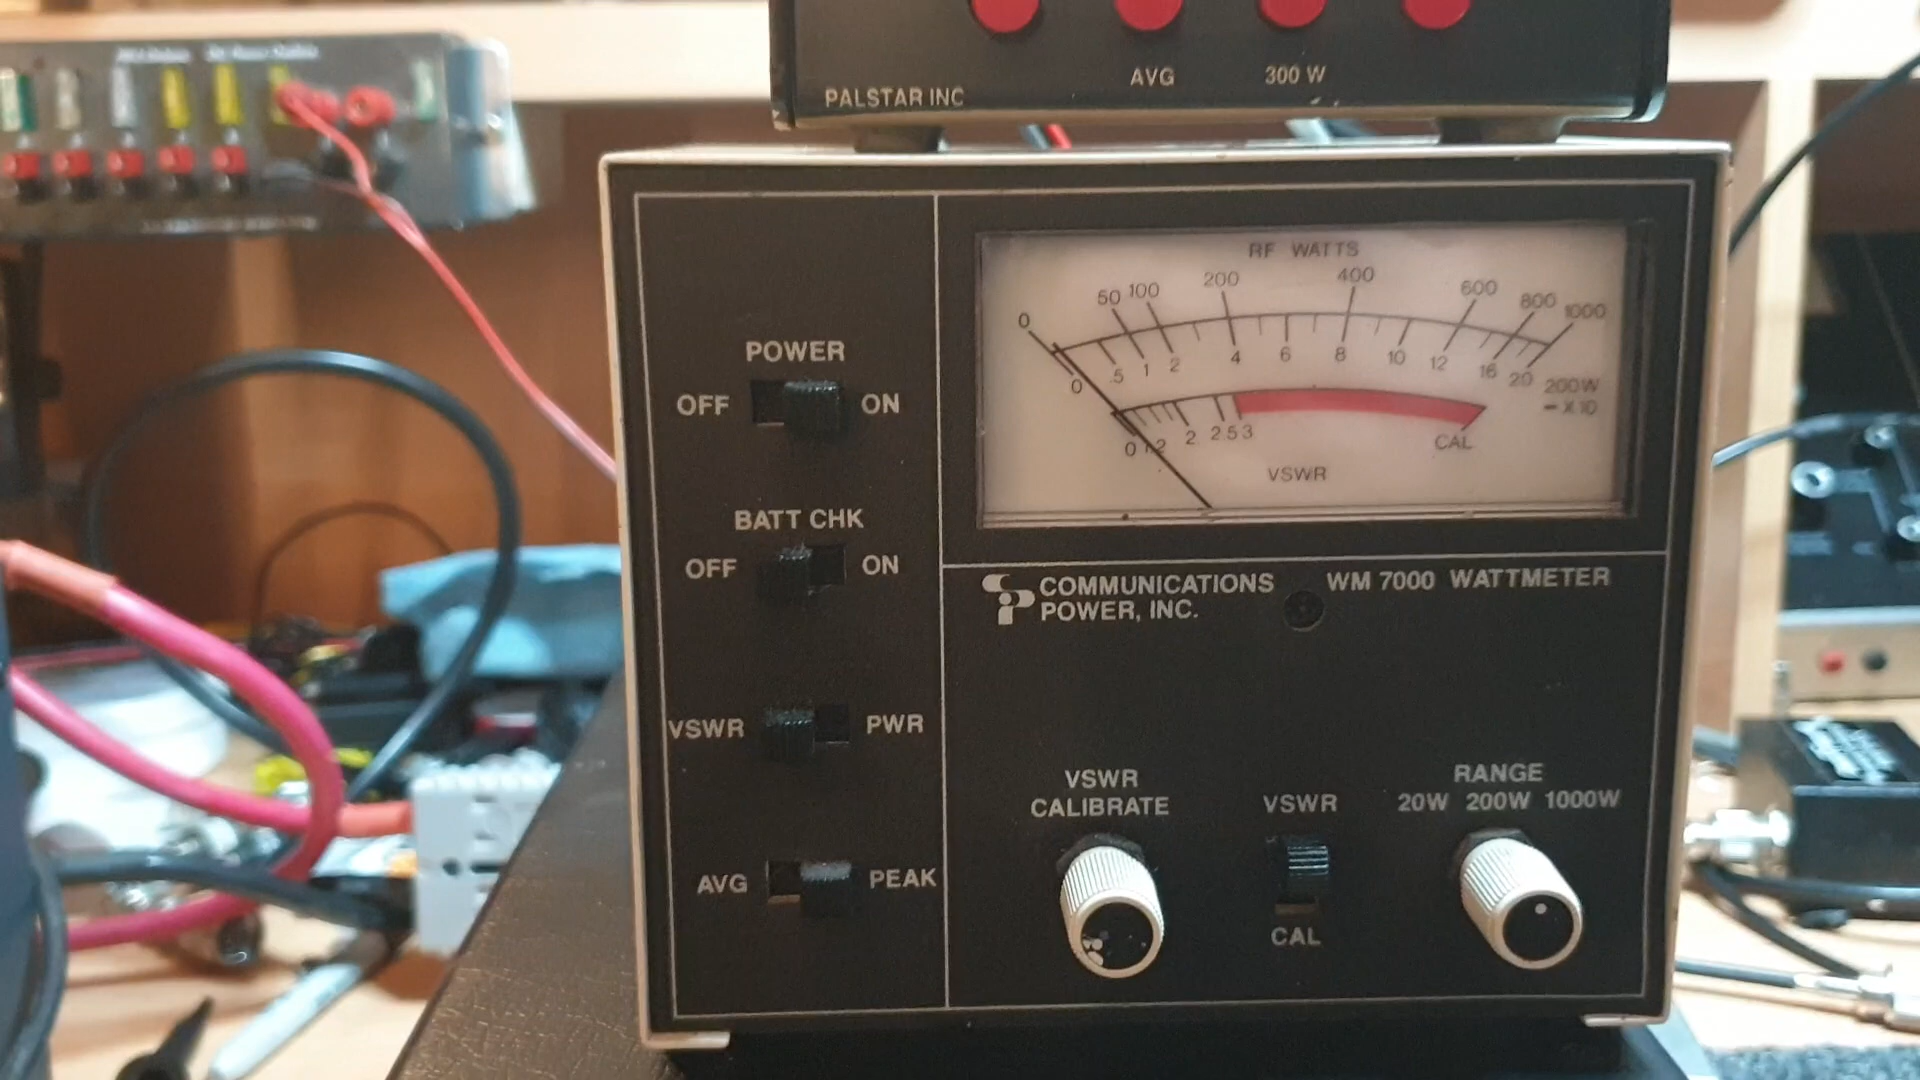 PALSTAR INC
AVG 300 W
RF WATTS
0 50 100 200 400 600 800 1000
0 .5 1 2 4 6 8 10 12 16 20 200W
X 10
0 2 2.5 3
CAL
VSWR
POWER
OFF ON
BATT CHK
OFF ON
VSWR PWR
AVG PEAK
COMMUNICATIONS
POWER, INC.
WM 7000 WATTMETER
VSWR
CALIBRATE
VSWR
CAL
RANGE
20W 200W 1000W